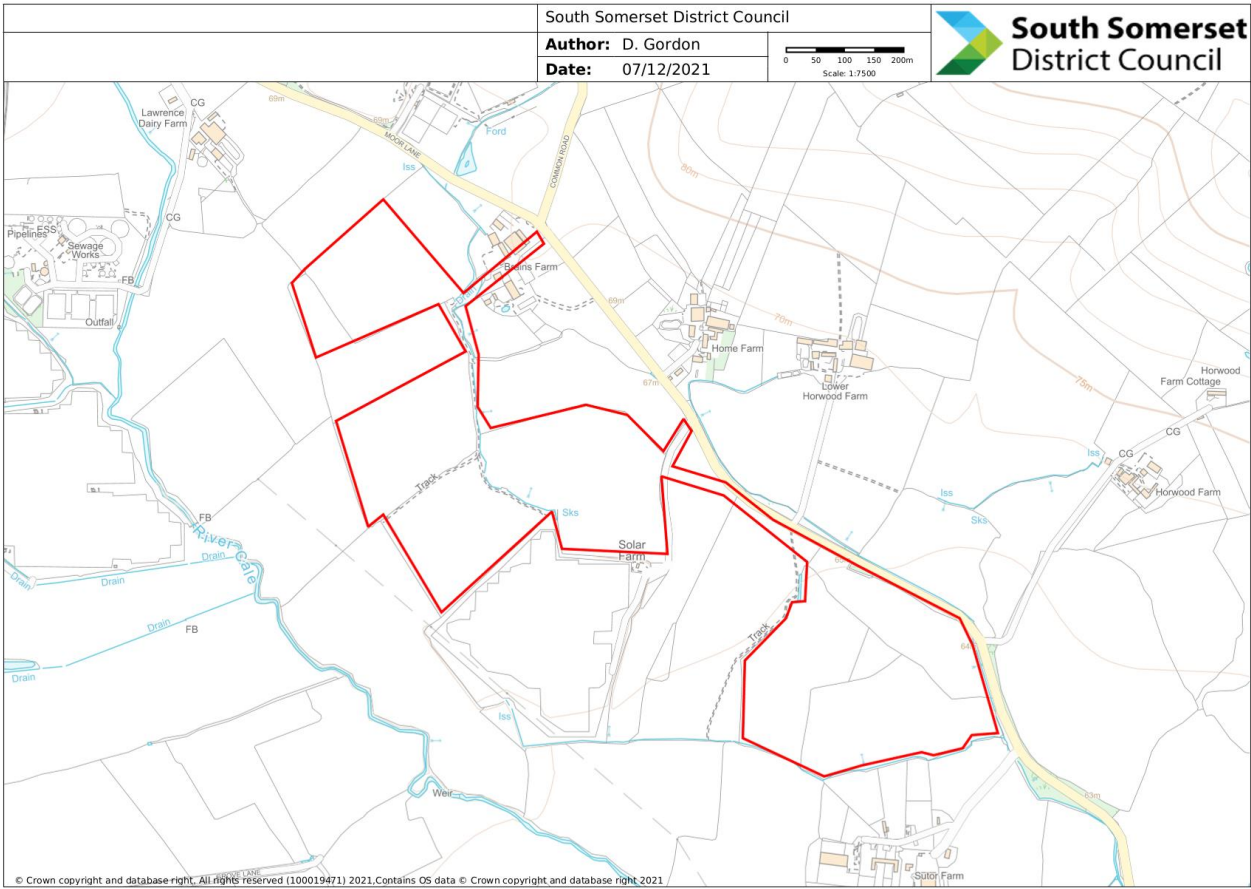 South Somerset District Council
Author: D. Gordon
Date: 07/12/2021
0 50 100 150 200m
Scale: 1:7500
South Somerset
District Council
Lawrence
Dairy Farm
CG
69m
69m
MOOR LANE
Ford
Iss
COMMON ROAD
80m
CG
Pipelines
ESS
Sewage
Works
FB
Outfall
Brains Farm
Drain
69m
70m
Home Farm
67m
Lower
Horwood Farm
75m
Horwood
Farm Cottage
CG
CG
Iss
Horwood Farm
Iss
Sks
Track
Sks
Solar
Farm
FB
River Cale
Drain
Drain
Drain
Drain
FB
Drain
Track
Iss
Weir
63m
Sutor Farm
© Crown copyright and database right. All rights reserved (100019471) 2021,Contains OS data © Crown copyright and database right 2021